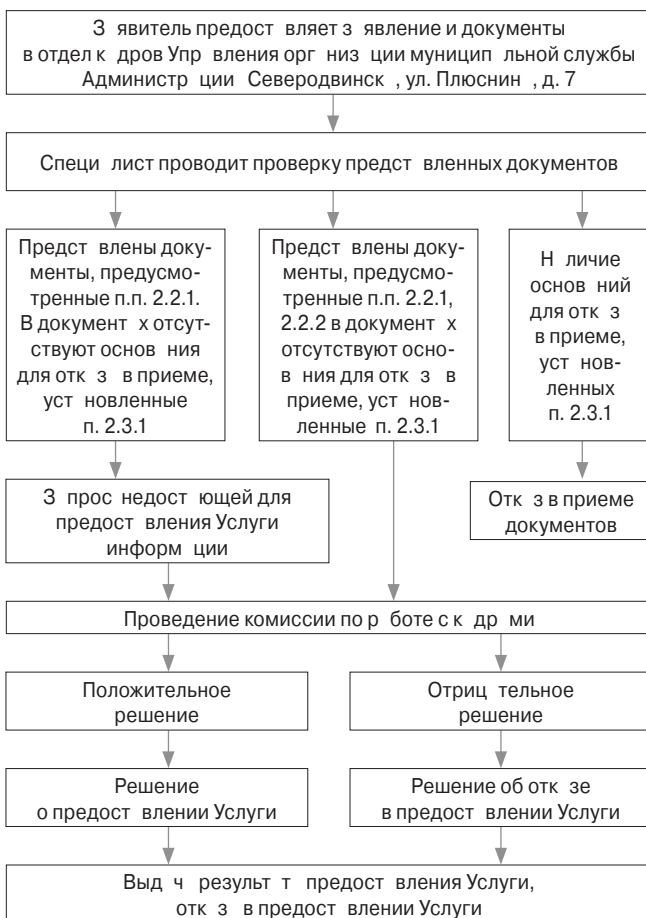 З явитель предост вляет з явление и документы
в отдел к дров Упр вления орг низ ции муницип льной службы
Администр ции Северодвинск , ул. Плюснин , д. 7
Специ лист проводит проверку предст вленных документов
Предст влены доку-
менты, предусмо-
тренные п.п. 2.2.1.
В документ х отсут-
ствуют основ ния
для отк з в приеме,
уст новленные
п. 2.3.1
Предст влены доку-
менты, предусмо-
тренные п.п. 2.2.1,
2.2.2 в документ х
отсутствуют осно-
в ния для отк з в
приеме, уст нов-
ленные п. 2.3.1
Н личие
основ ний
для отк з
в приеме,
уст нов-
ленных
п. 2.3.1
З прос недост ющей для
предост вления Услуги
информ ции
Отк з в приеме
документов
Проведение комиссии по р боте с к др ми
Положительное
решение
Отриц тельное
решение
Решение
о предост влении Услуги
Решение об отк зе
в предост влении Услуги
Выд ч результ т предост вления Услуги,
отк з в предост влении Услуги